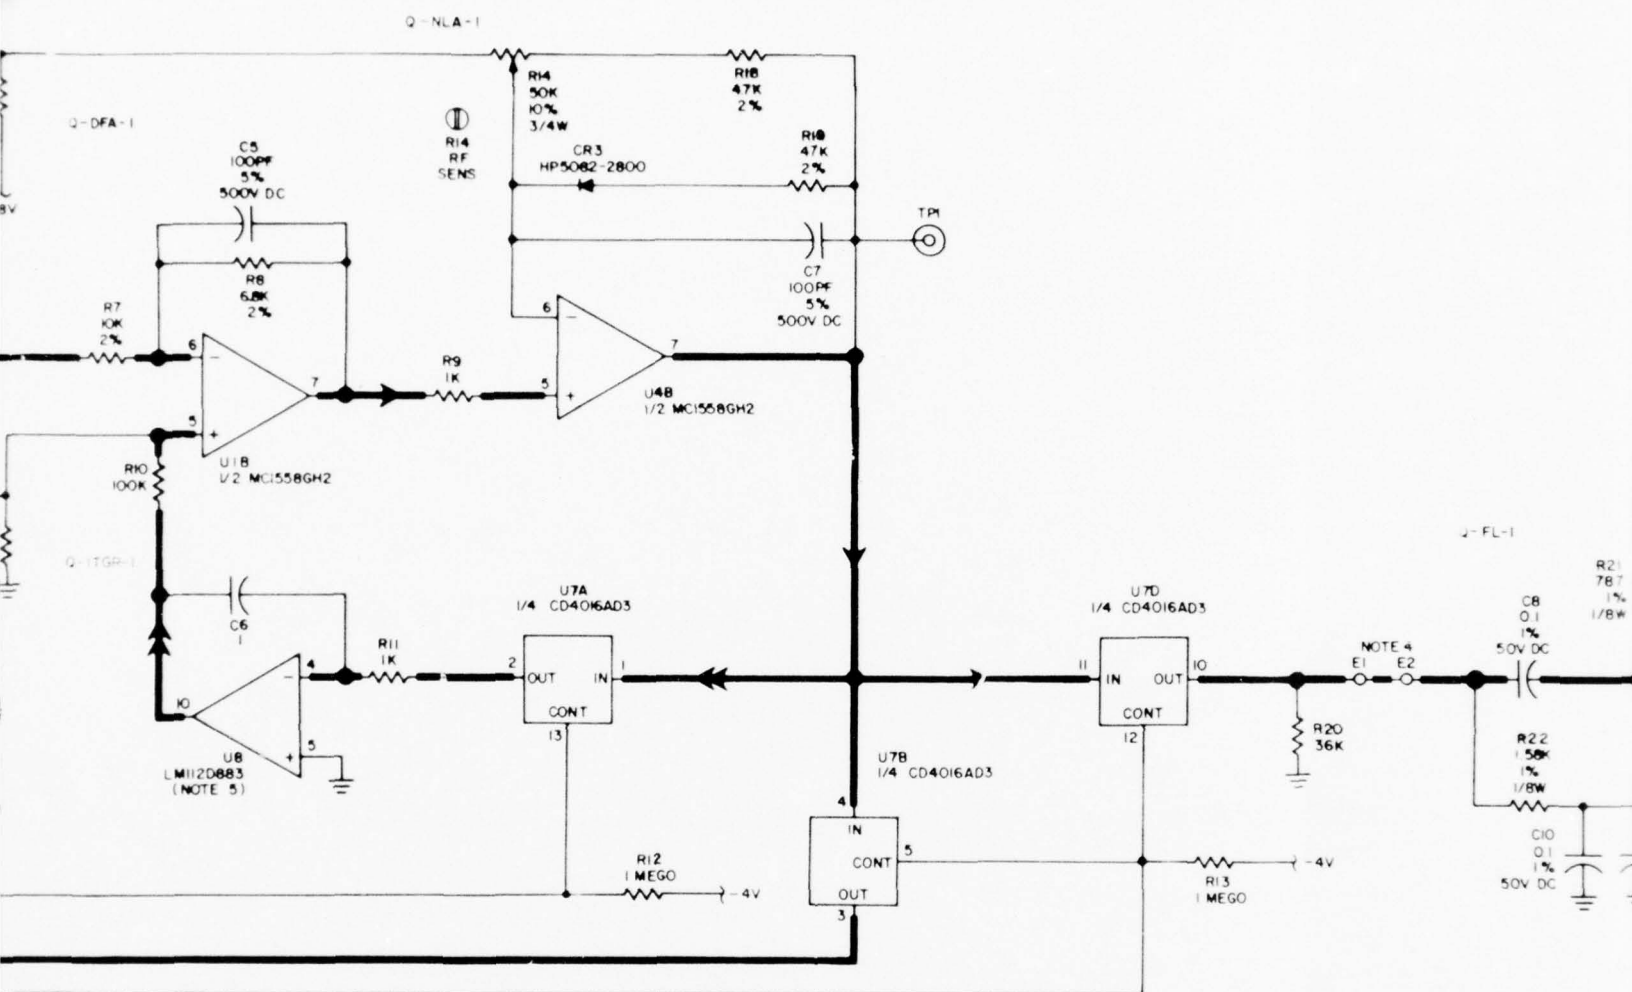 Q-NLA-1
R14
50K
10%
3/4W
R18
47K
2%
Q-DFA-1
R14
RF
SENS
CR3
HP5082-2800
R19
47K
2%
C5
100PF
5%
500V DC
8V
TP1
R8
6.8K
2%
C7
100PF
5%
500V DC
R7
10K
2%
6
-
7
5
+
U1B
1/2 MC1558GH2
R9
1K
6
-
7
5
+
U4B
1/2 MC1558GH2
R10
100K
Q-ITGR-1
C6
1
R11
1K
4
-
10
5
+
U8
LM112D883
(NOTE 5)
U7A
1/4 CD4016AD3
2
OUT
IN
1
CONT
13
U7D
1/4 CD4016AD3
11
IN
OUT
10
CONT
12
Q-FL-1
R21
787
1%
1/8W
C8
0.1
1%
50V DC
NOTE 4
E1
E2
R20
36K
R22
1.58K
1%
1/8W
U7B
1/4 CD4016AD3
4
IN
CONT
5
OUT
3
R12
1 MEGO
-4V
R13
1 MEGO
-4V
C10
0.1
1%
50V DC